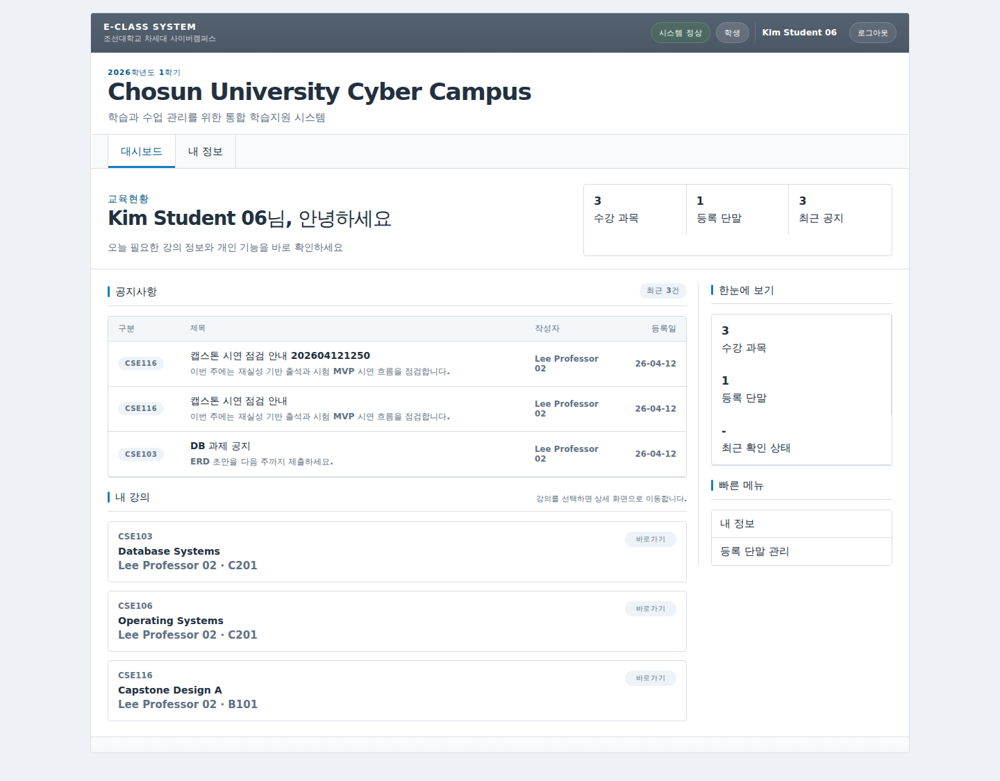 E-CLASS SYSTEM
조선대학교 차세대 사이버캠퍼스
시스템 정상
학생
Kim Student 06
로그아웃
2026학년도 1학기
Chosun University Cyber Campus
학습과 수업 관리를 위한 통합 학습지원 시스템
대시보드
내 정보
교육현황
Kim Student 06님, 안녕하세요
오늘 필요한 강의 정보와 개인 기능을 바로 확인하세요
3
수강 과목
1
등록 단말
3
최근 공지
공지사항
최근 3건
구분 제목 작성자 등록일
CSE116
캡스톤 시연 점검 안내 202604121250
이번 주에는 재실성 기반 출석과 시험 MVP 시연 흐름을 점검합니다.
Lee Professor
02
26-04-12
CSE116
캡스톤 시연 점검 안내
이번 주에는 재실성 기반 출석과 시험 MVP 시연 흐름을 점검합니다.
Lee Professor
02
26-04-12
CSE103
DB 과제 공지
ERD 초안을 다음 주까지 제출하세요.
Lee Professor
02
26-04-12
내 강의
강의를 선택하면 상세 화면으로 이동합니다.
CSE103
바로가기
Database Systems
Lee Professor 02 · C201
CSE106
바로가기
Operating Systems
Lee Professor 02 · C201
CSE116
바로가기
Capstone Design A
Lee Professor 02 · B101
한눈에 보기
3
수강 과목
1
등록 단말
-
최근 확인 상태
빠른 메뉴
내 정보
등록 단말 관리